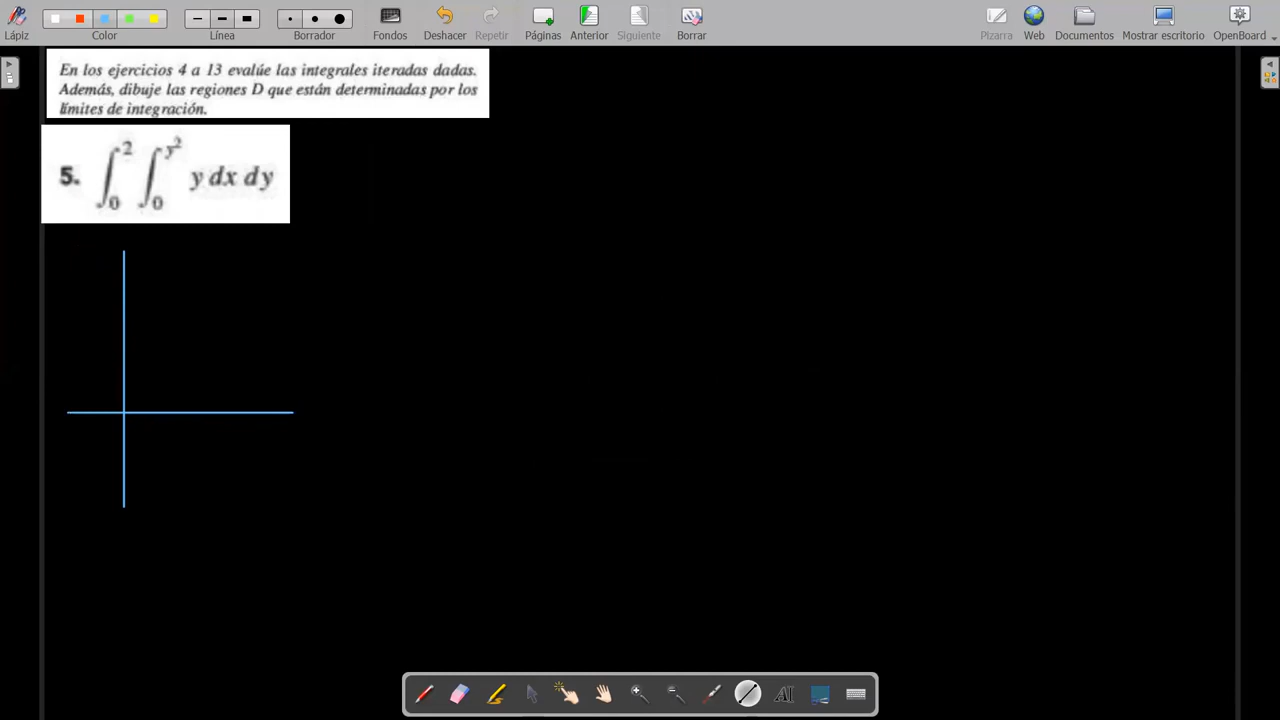 Lápiz
Color
Línea
Borrador
Fondos
Deshacer
Repetir
Páginas
Anterior
Siguiente
Borrar
Pizarra
Web
Documentos
Mostrar escritorio
OpenBoard
En los ejercicios 4 a 13 evalúe las integrales iteradas dadas.
Además, dibuje las regiones D que están determinadas por los
límites de integración.
5. ∫₀² ∫₀^{y²} y dx dy
AI